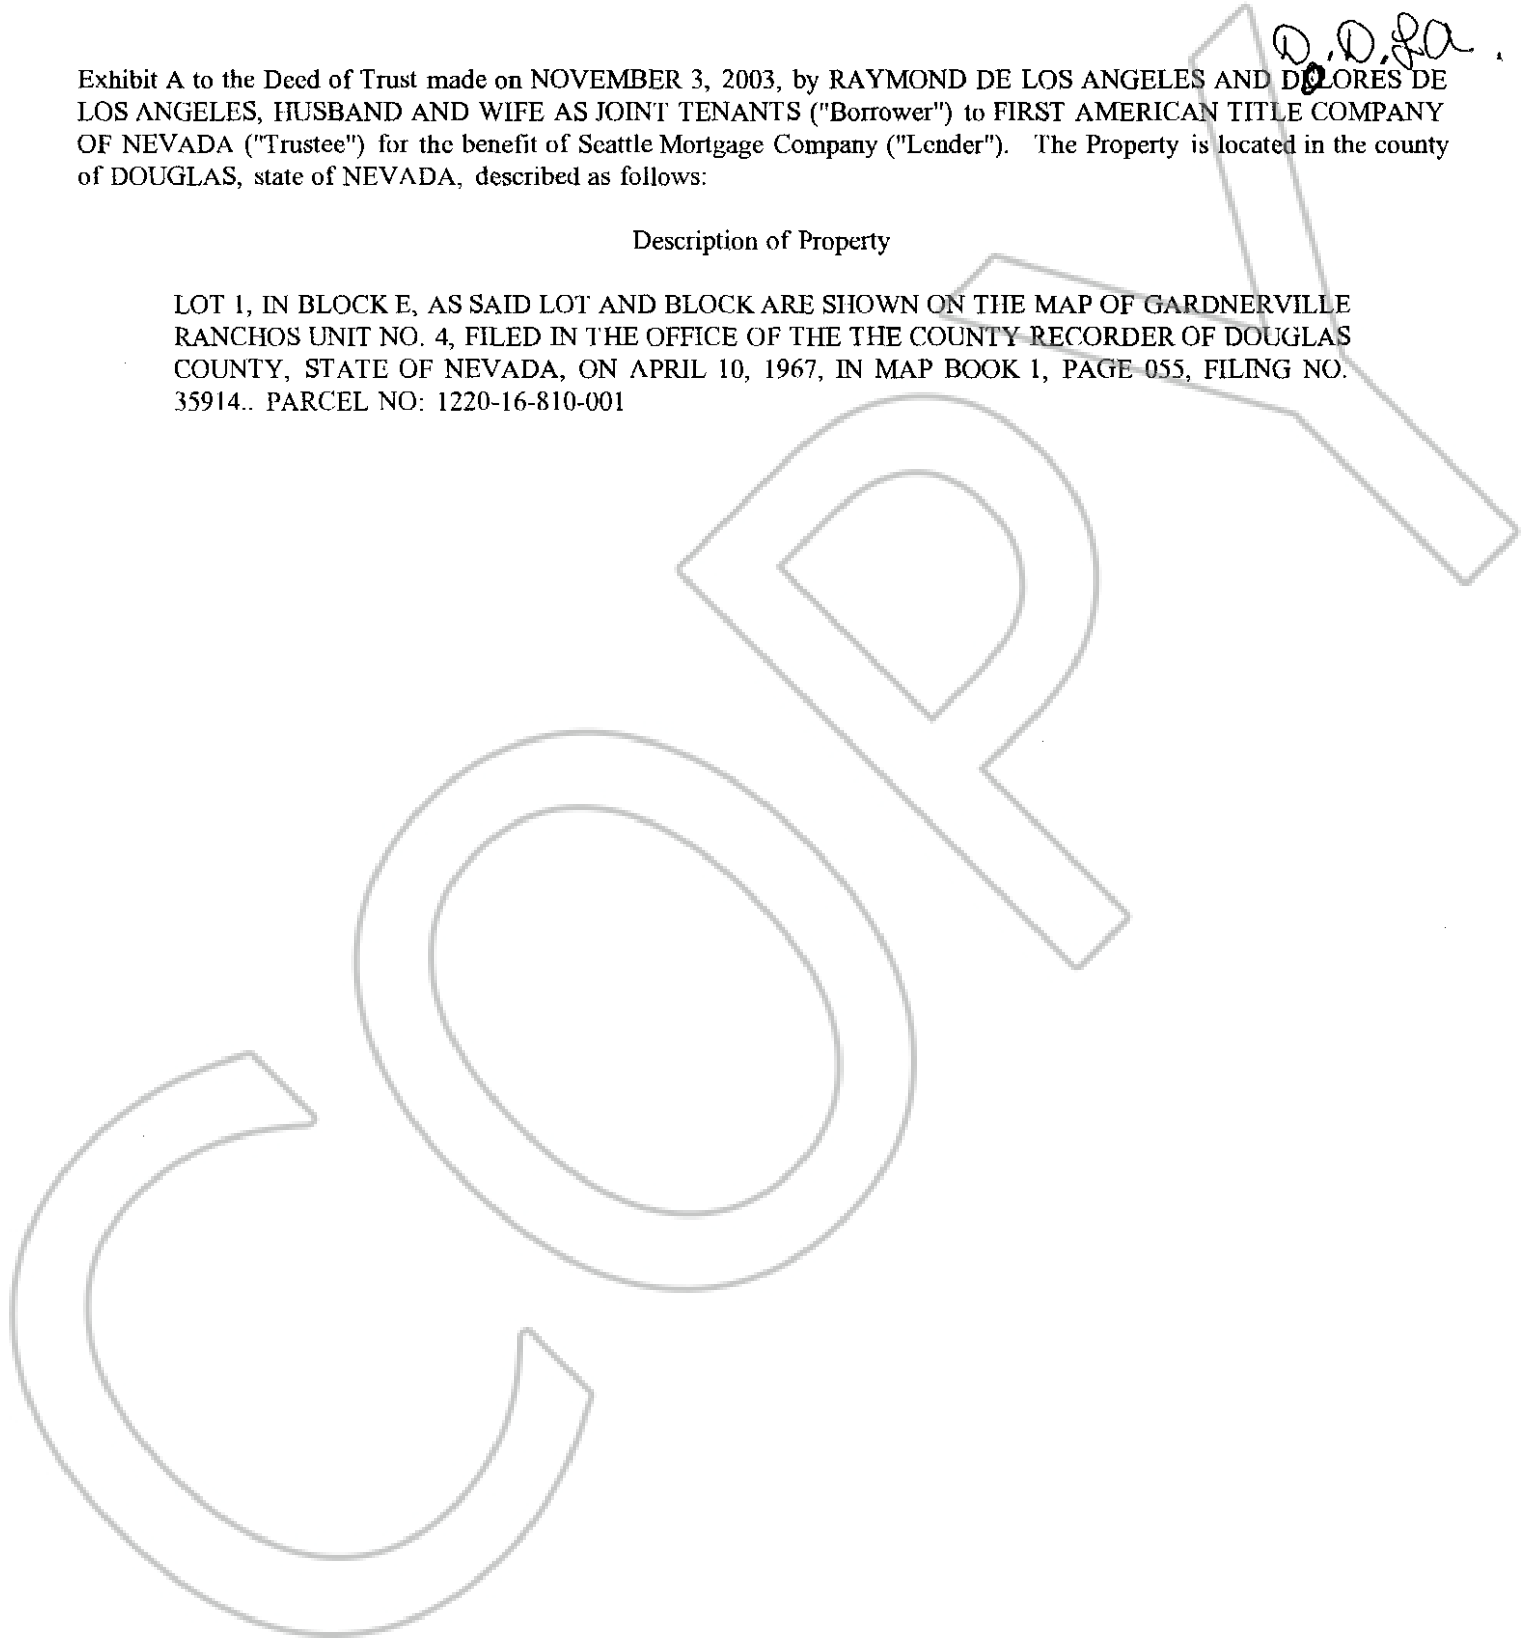 D.D.LA.
Exhibit A to the Deed of Trust made on NOVEMBER 3, 2003, by RAYMOND DE LOS ANGELES AND DOLORES DE
LOS ANGELES, HUSBAND AND WIFE AS JOINT TENANTS ("Borrower") to FIRST AMERICAN TITLE COMPANY
OF NEVADA ("Trustee") for the benefit of Seattle Mortgage Company ("Lender"). The Property is located in the county
of DOUGLAS, state of NEVADA, described as follows:
Description of Property
LOT 1, IN BLOCK E, AS SAID LOT AND BLOCK ARE SHOWN ON THE MAP OF GARDNERVILLE
RANCHOS UNIT NO. 4, FILED IN THE OFFICE OF THE THE COUNTY RECORDER OF DOUGLAS
COUNTY, STATE OF NEVADA, ON APRIL 10, 1967, IN MAP BOOK 1, PAGE 055, FILING NO.
35914.. PARCEL NO: 1220-16-810-001
COPY